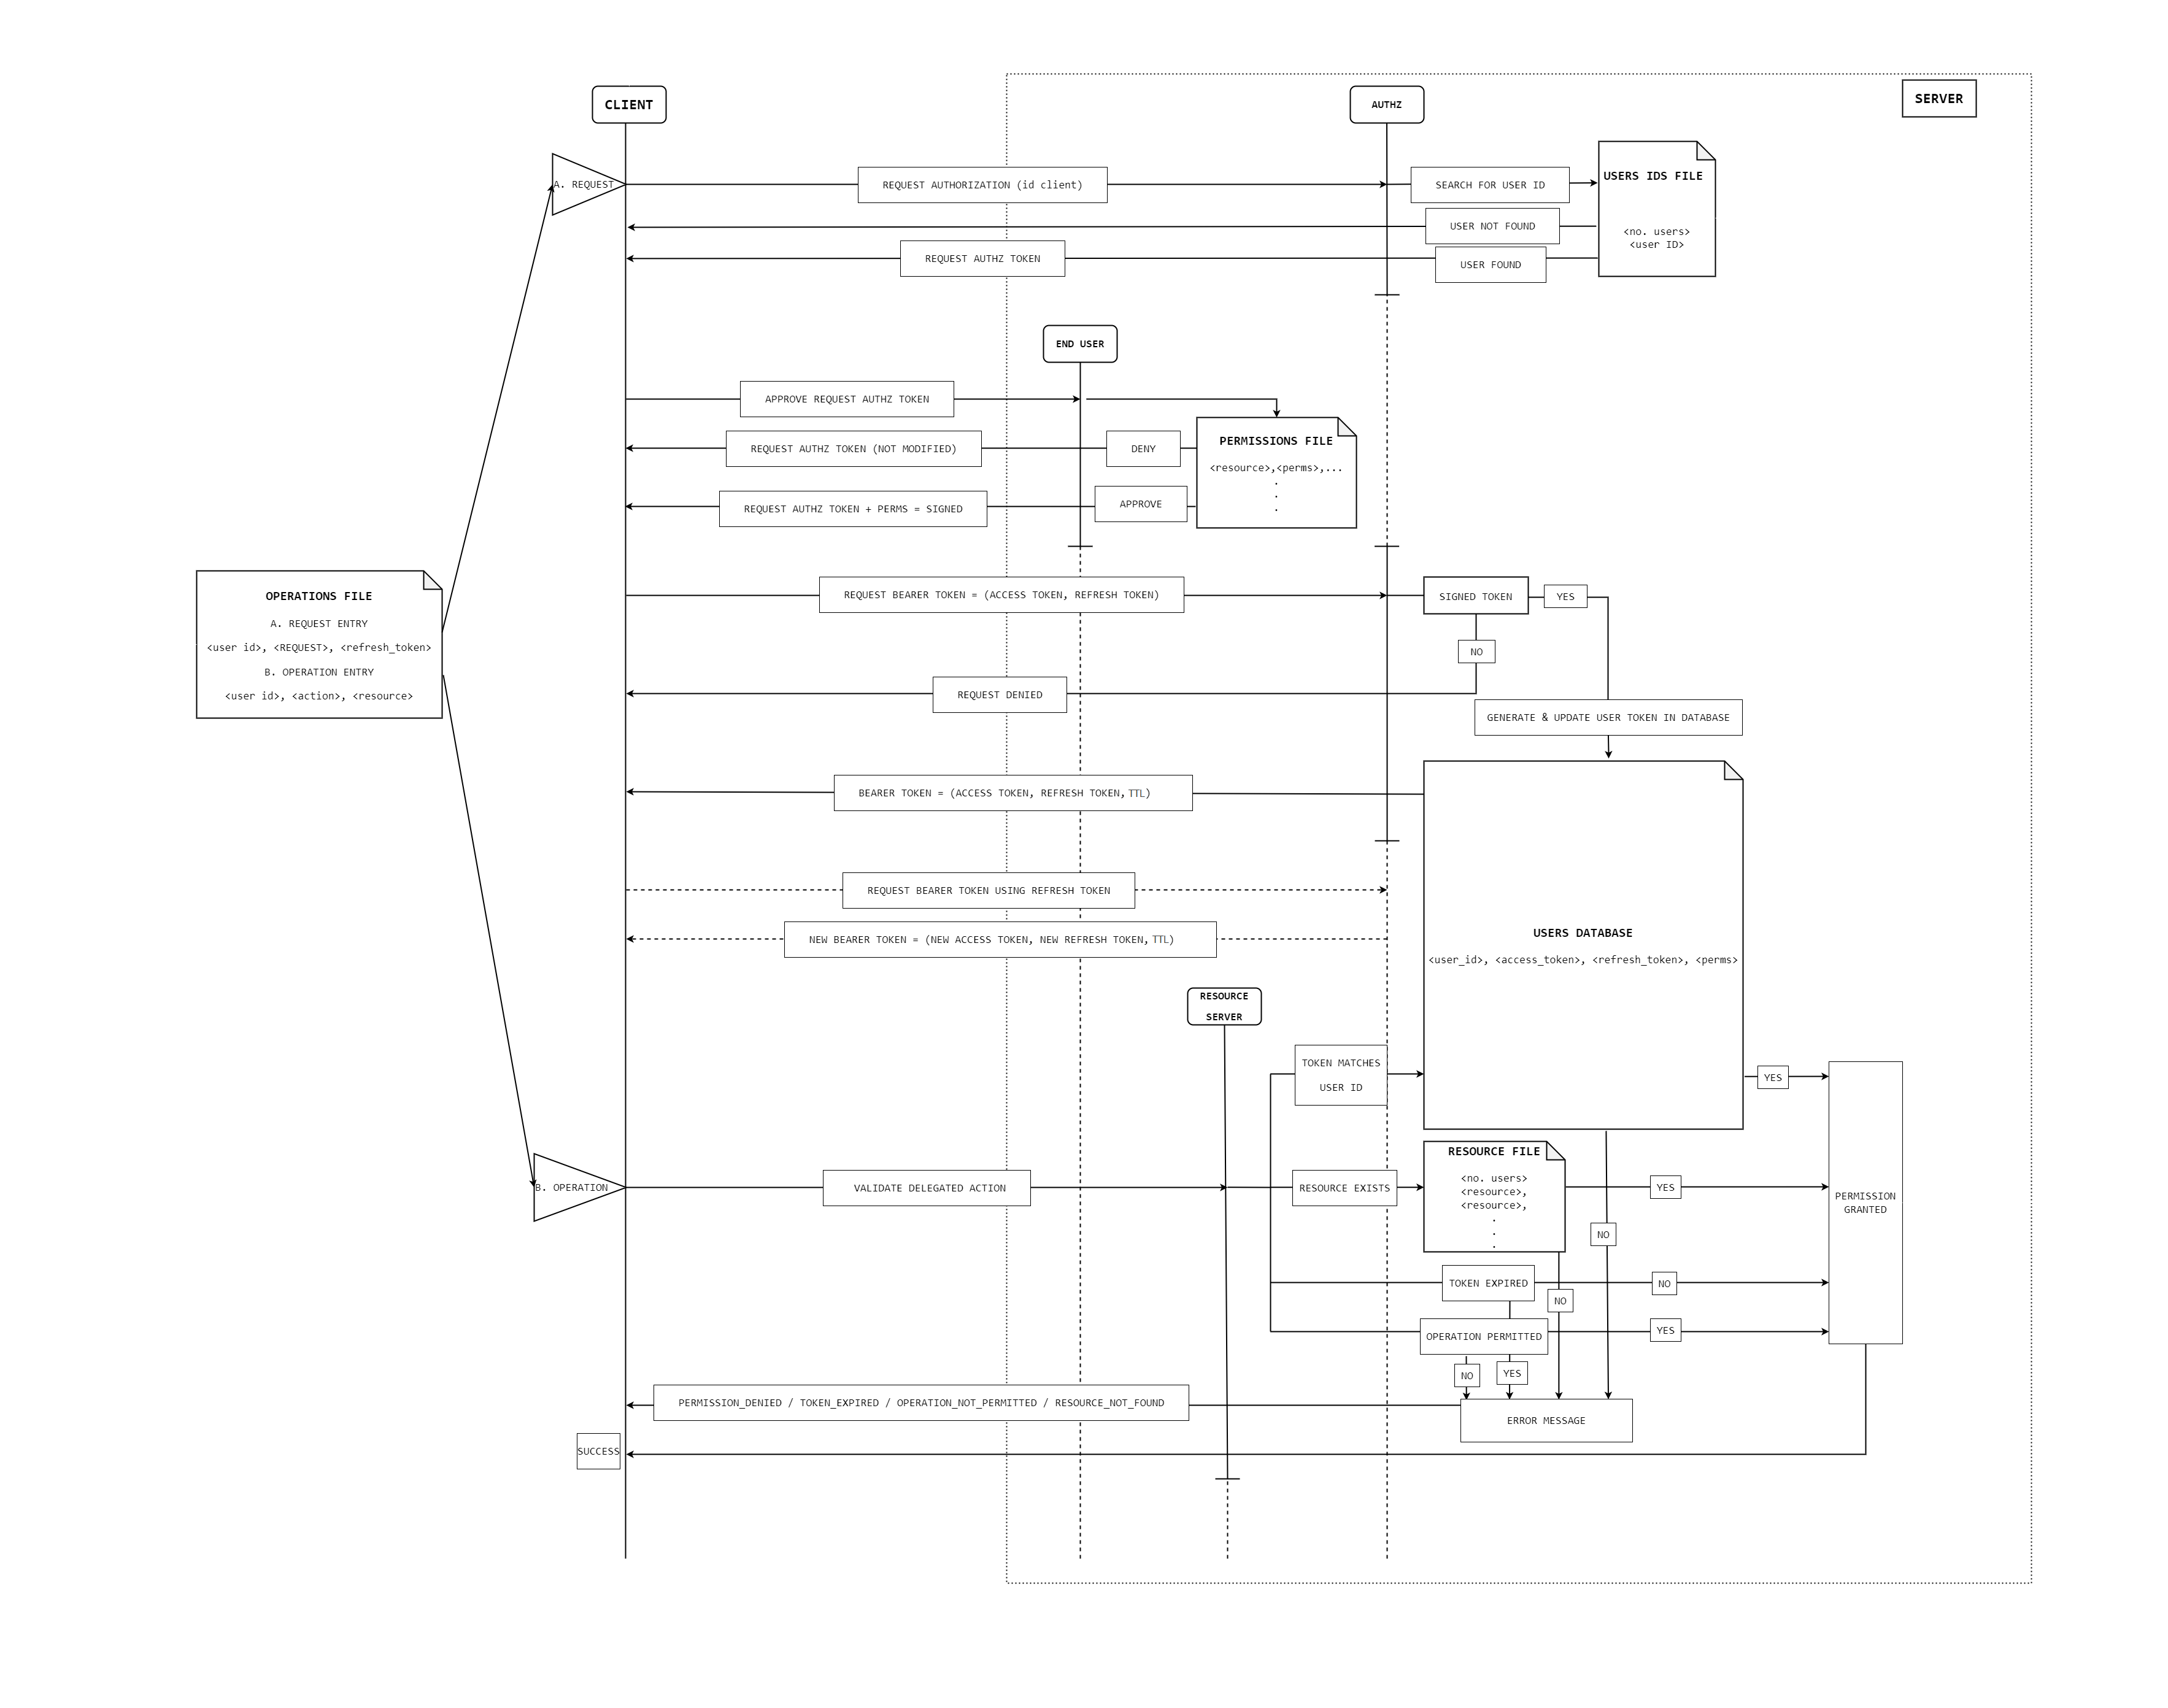 CLIENT
AUTHZ
SERVER
A. REQUEST
REQUEST AUTHORIZATION (id client)
SEARCH FOR USER ID
USERS IDS FILE
<no. users>
<user ID>
USER NOT FOUND
REQUEST AUTHZ TOKEN
USER FOUND
END USER
APPROVE REQUEST AUTHZ TOKEN
PERMISSIONS FILE
<resource>,<perms>,...
.
.
.
REQUEST AUTHZ TOKEN (NOT MODIFIED)
DENY
REQUEST AUTHZ TOKEN + PERMS = SIGNED
APPROVE
OPERATIONS FILE
A. REQUEST ENTRY
<user id>, <REQUEST>, <refresh_token>
B. OPERATION ENTRY
<user id>, <action>, <resource>
REQUEST BEARER TOKEN = (ACCESS TOKEN, REFRESH TOKEN)
SIGNED TOKEN
YES
NO
REQUEST DENIED
GENERATE & UPDATE USER TOKEN IN DATABASE
BEARER TOKEN = (ACCESS TOKEN, REFRESH TOKEN, TTL)
REQUEST BEARER TOKEN USING REFRESH TOKEN
NEW BEARER TOKEN = (NEW ACCESS TOKEN, NEW REFRESH TOKEN, TTL)
USERS DATABASE
<user_id>, <access_token>, <refresh_token>, <perms>
RESOURCE
SERVER
TOKEN MATCHES
USER ID
YES
B. OPERATION
VALIDATE DELEGATED ACTION
RESOURCE EXISTS
RESOURCE FILE
<no. users>
<resource>,
<resource>,
.
.
.
YES
PERMISSION
GRANTED
NO
TOKEN EXPIRED
NO
NO
OPERATION PERMITTED
YES
NO
YES
PERMISSION_DENIED / TOKEN_EXPIRED / OPERATION_NOT_PERMITTED / RESOURCE_NOT_FOUND
ERROR MESSAGE
SUCCESS